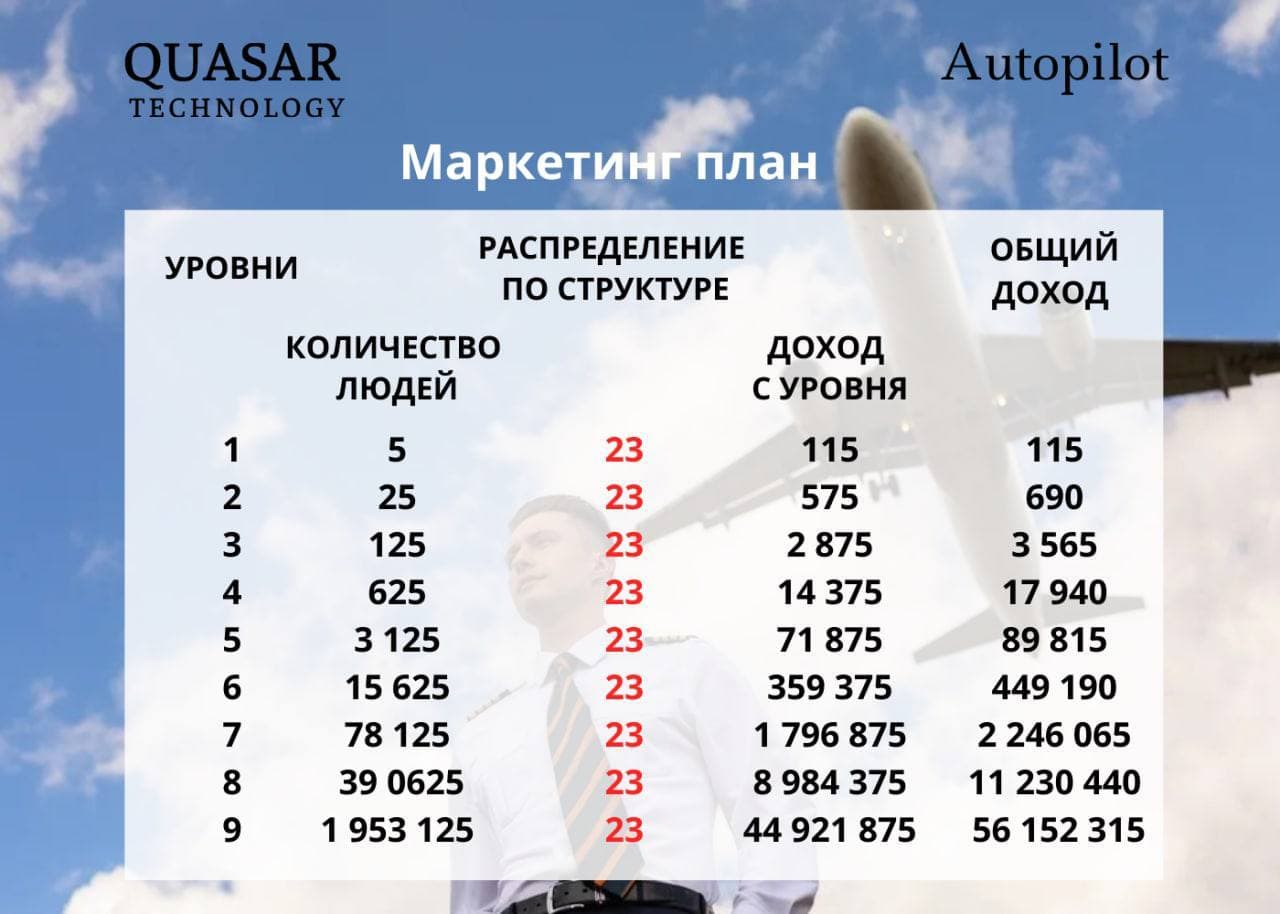 QUASAR
TECHNOLOGY
Autopilot
Маркетинг план
УРОВНИ
РАСПРЕДЕЛЕНИЕ
ПО СТРУКТУРЕ
ОБЩИЙ
ДОХОД
КОЛИЧЕСТВО
ЛЮДЕЙ
ДОХОД
С УРОВНЯ
1 5 23 115 115
2 25 23 575 690
3 125 23 2 875 3 565
4 625 23 14 375 17 940
5 3 125 23 71 875 89 815
6 15 625 23 359 375 449 190
7 78 125 23 1 796 875 2 246 065
8 39 0625 23 8 984 375 11 230 440
9 1 953 125 23 44 921 875 56 152 315